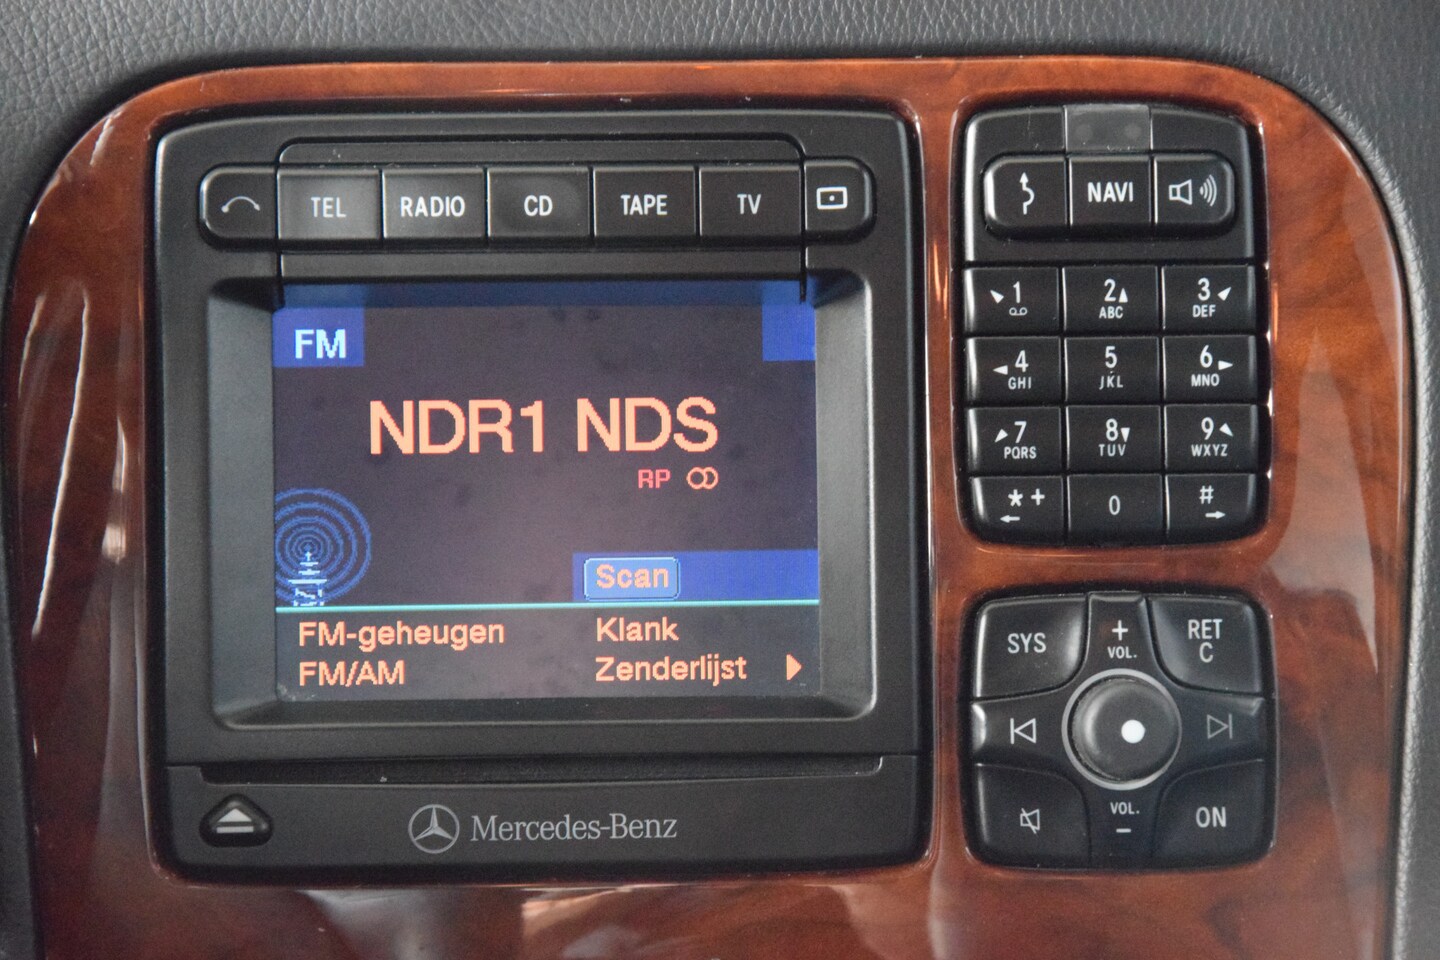 TEL RADIO CD TAPE TV
FM
NDR1 NDS
RP
Scan
FM-geheugen Klank
FM/AM Zenderlijst
Mercedes-Benz
NAVI
1 2 3
ABC DEF
4 5 6
GHI JKL MNO
7 8 9
PQRS TUV WXYZ
* + 0 #
SYS + RET
VOL. C
VOL. ON
–